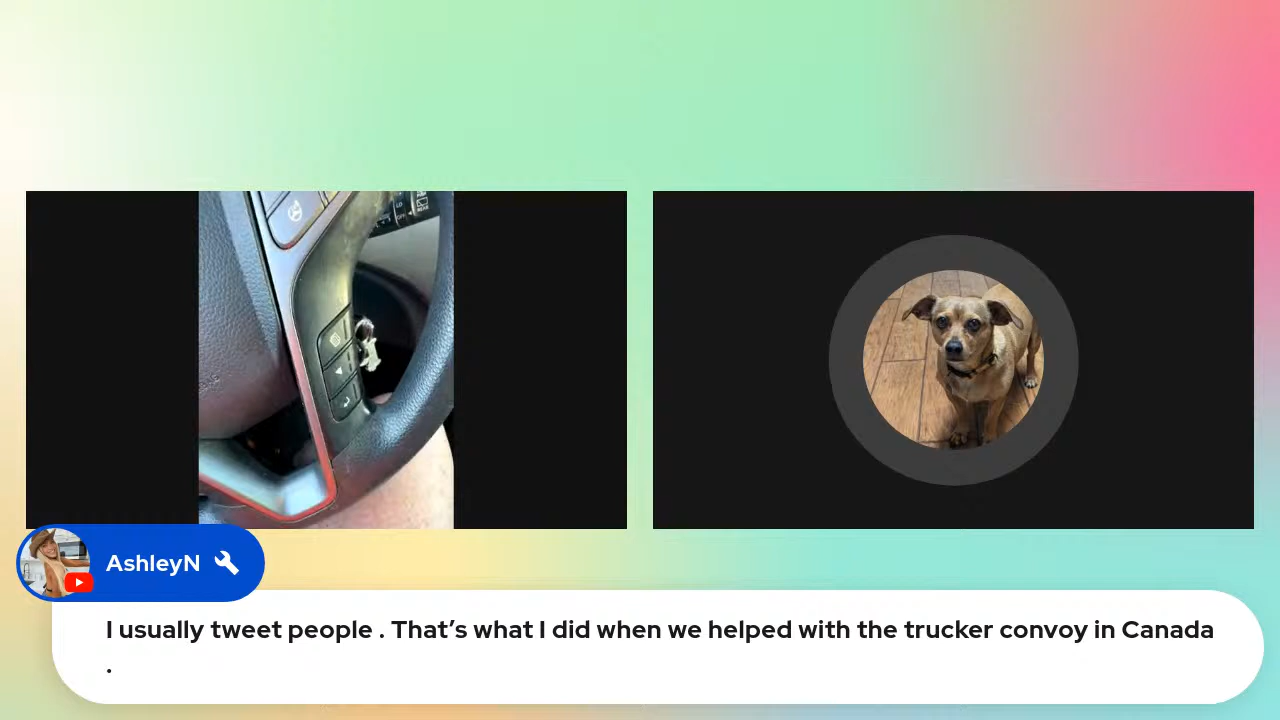 AshleyN
I usually tweet people . That’s what I did when we helped with the trucker convoy in Canada
.